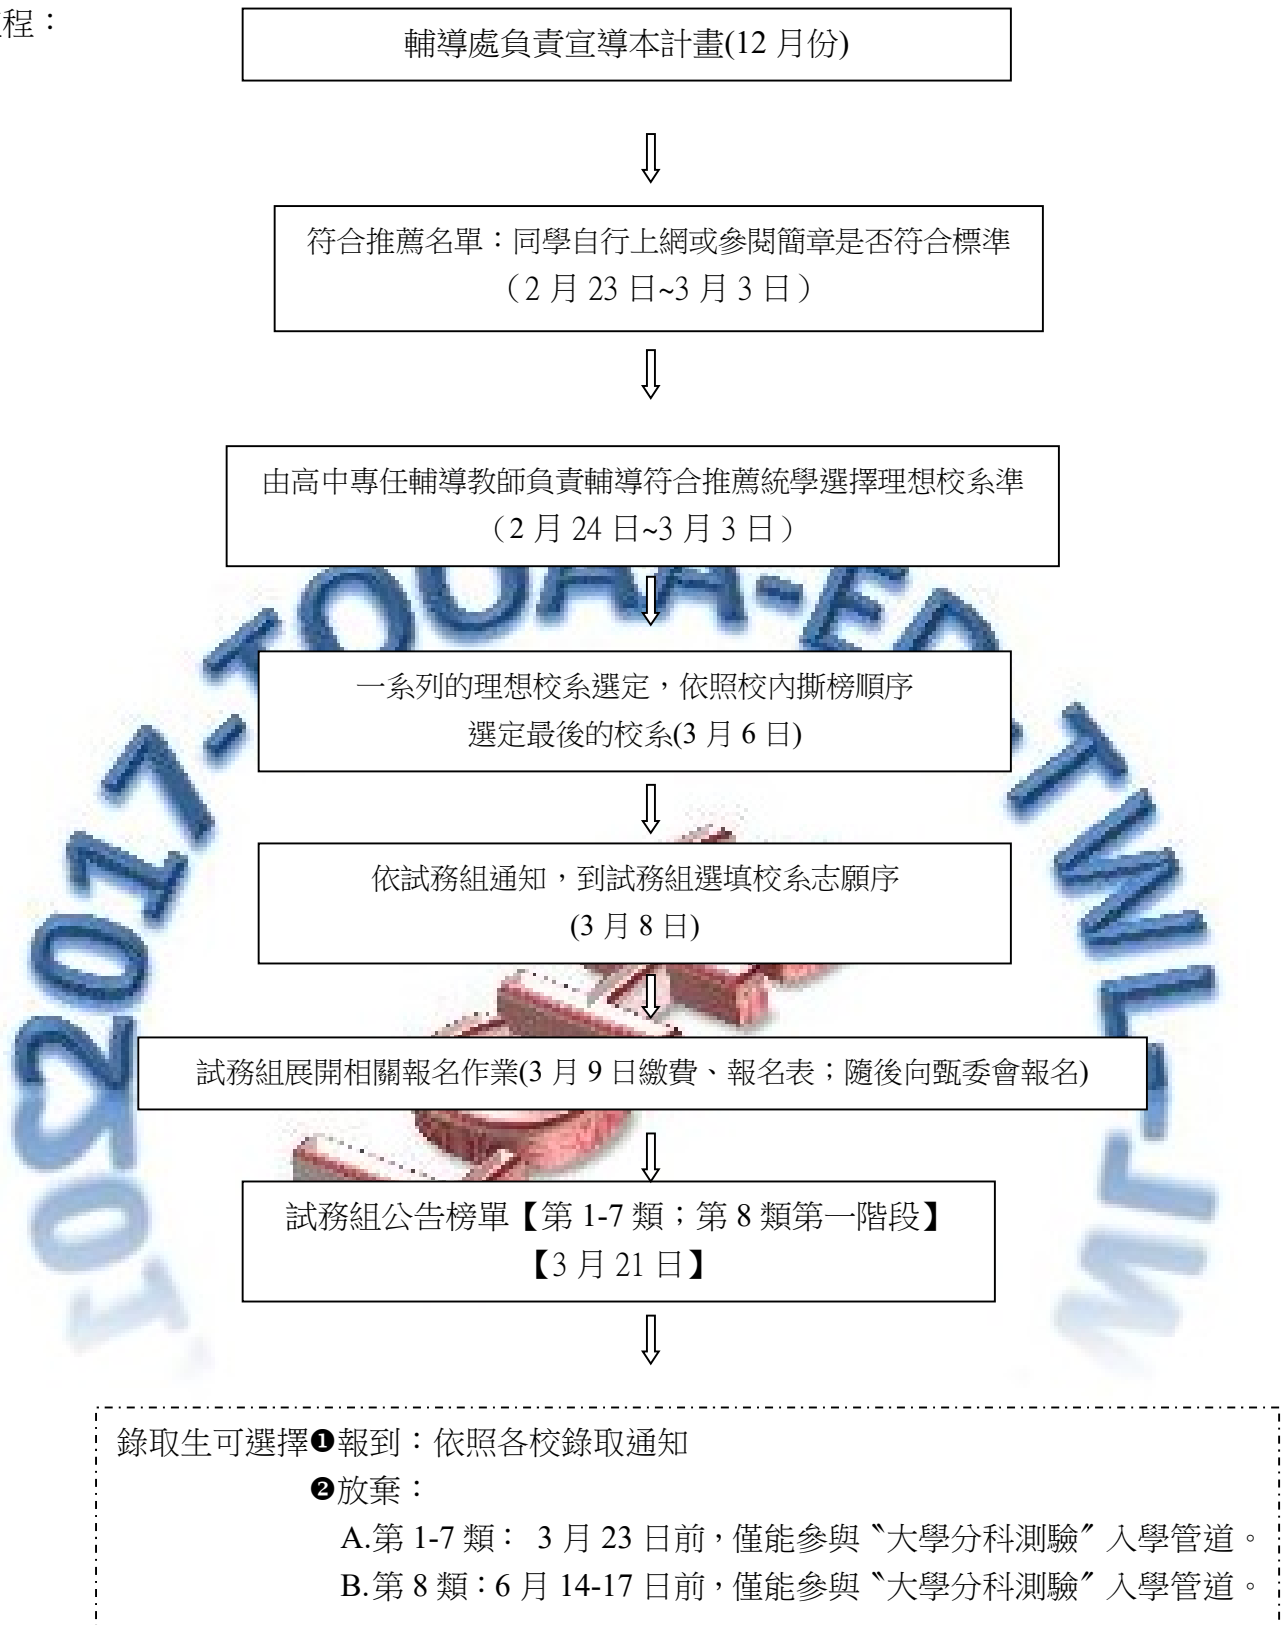 程：
輔導處負責宣導本計畫(12 月份)
符合推薦名單：同學自行上網或參閱簡章是否符合標準
（2 月 23 日~3 月 3 日）
由高中專任輔導教師負責輔導符合推薦統學選擇理想校系準
（2 月 24 日~3 月 3 日）
一系列的理想校系選定，依照校內撕榜順序
選定最後的校系(3 月 6 日)
依試務組通知，到試務組選填校系志願序
(3 月 8 日)
試務組展開相關報名作業(3 月 9 日繳費、報名表；隨後向甄委會報名)
試務組公告榜單【第 1-7 類；第 8 類第一階段】
【3 月 21 日】
錄取生可選擇❶報到：依照各校錄取通知
❷放棄：
A.第 1-7 類： 3 月 23 日前，僅能參與〝大學分科測驗〞入學管道。
B.第 8 類：6 月 14-17 日前，僅能參與〝大學分科測驗〞入學管道。